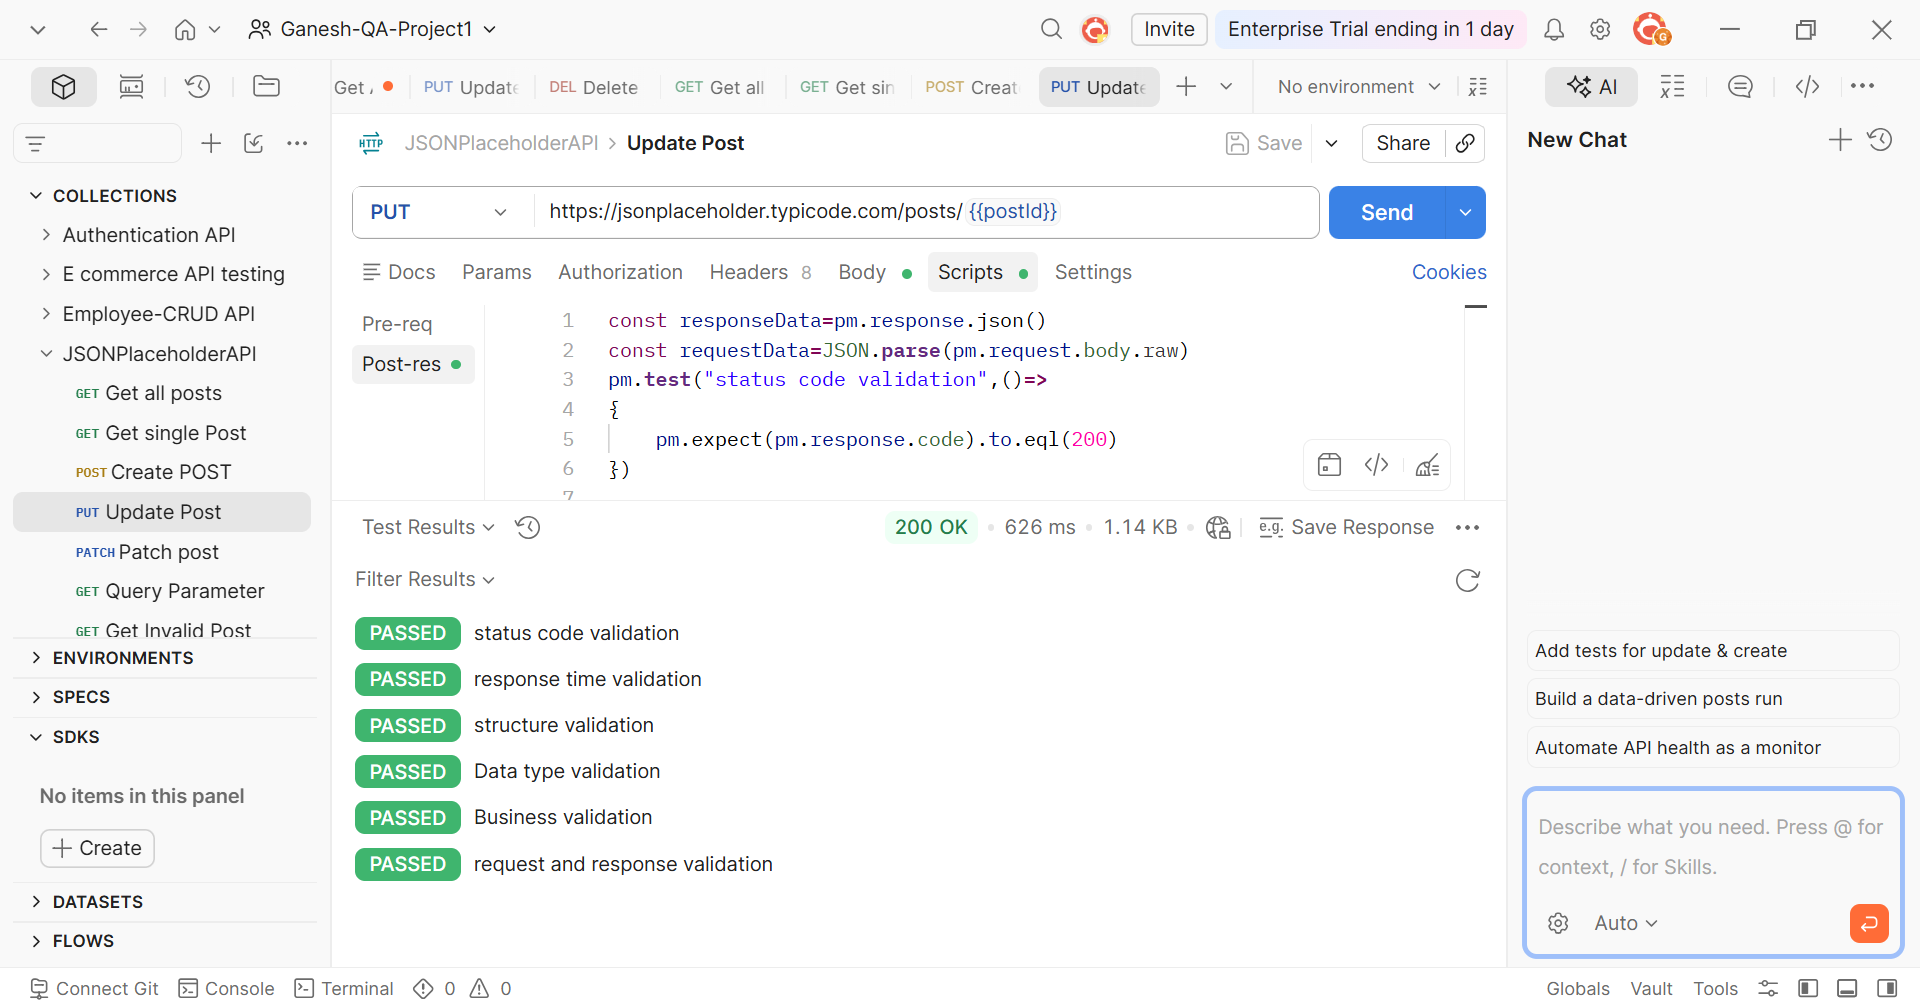 Ganesh-QA-Project1
Invite
Enterprise Trial ending in 1 day
G
Get
PUT Update
DEL Delete
GET Get all
GET Get sin
POST Creat
PUT Update
No environment
AI
HTTP JSONPlaceholderAPI > Update Post
Save
Share
New Chat
COLLECTIONS
Authentication API
E commerce API testing
Employee-CRUD API
JSONPlaceholderAPI
GET Get all posts
GET Get single Post
POST Create POST
PUT Update Post
PATCH Patch post
GET Query Parameter
GET Get Invalid Post
ENVIRONMENTS
SPECS
SDKS
No items in this panel
+ Create
DATASETS
FLOWS
PUT
https://jsonplaceholder.typicode.com/posts/{{postId}}
Send
Docs Params Authorization Headers 8 Body Scripts Settings
Cookies
Pre-req
Post-res
1 const responseData=pm.response.json()
2 const requestData=JSON.parse(pm.request.body.raw)
3 pm.test("status code validation",()=>
4 {
5 pm.expect(pm.response.code).to.eql(200)
6 })
7
Test Results
200 OK • 626 ms • 1.14 KB •
e.g. Save Response
Filter Results
PASSED status code validation
PASSED response time validation
PASSED structure validation
PASSED Data type validation
PASSED Business validation
PASSED request and response validation
Add tests for update & create
Build a data-driven posts run
Automate API health as a monitor
Describe what you need. Press @ for
context, / for Skills.
Auto
Connect Git Console Terminal 0 0
Globals Vault Tools